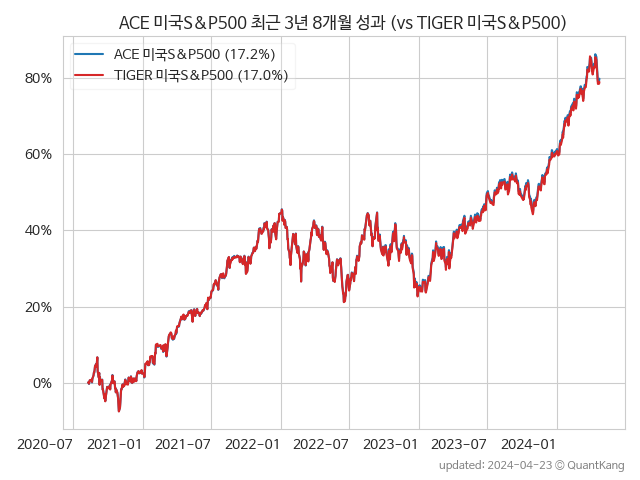 ACE 미국S&P500 최근 3년 8개월 성과 (vs TIGER 미국S&P500)
ACE 미국S&P500 (17.2%)
TIGER 미국S&P500 (17.0%)
80%
60%
40%
20%
0%
2020-07 2021-01 2021-07 2022-01 2022-07 2023-01 2023-07 2024-01
updated: 2024-04-23 © QuantKang